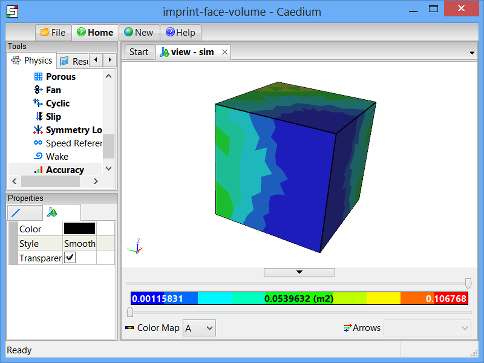 imprint-face-volume - Caedium
File Home New Help
Tools
Physics Resu
Porous
Fan
Cyclic
Slip
Symmetry Lo
Speed Referen
Wake
Accuracy
Properties
Color
Style Smooth
Transparen
Start view - sim
0.00115831 0.0539632 (m2) 0.106768
Color Map A Arrows
Ready